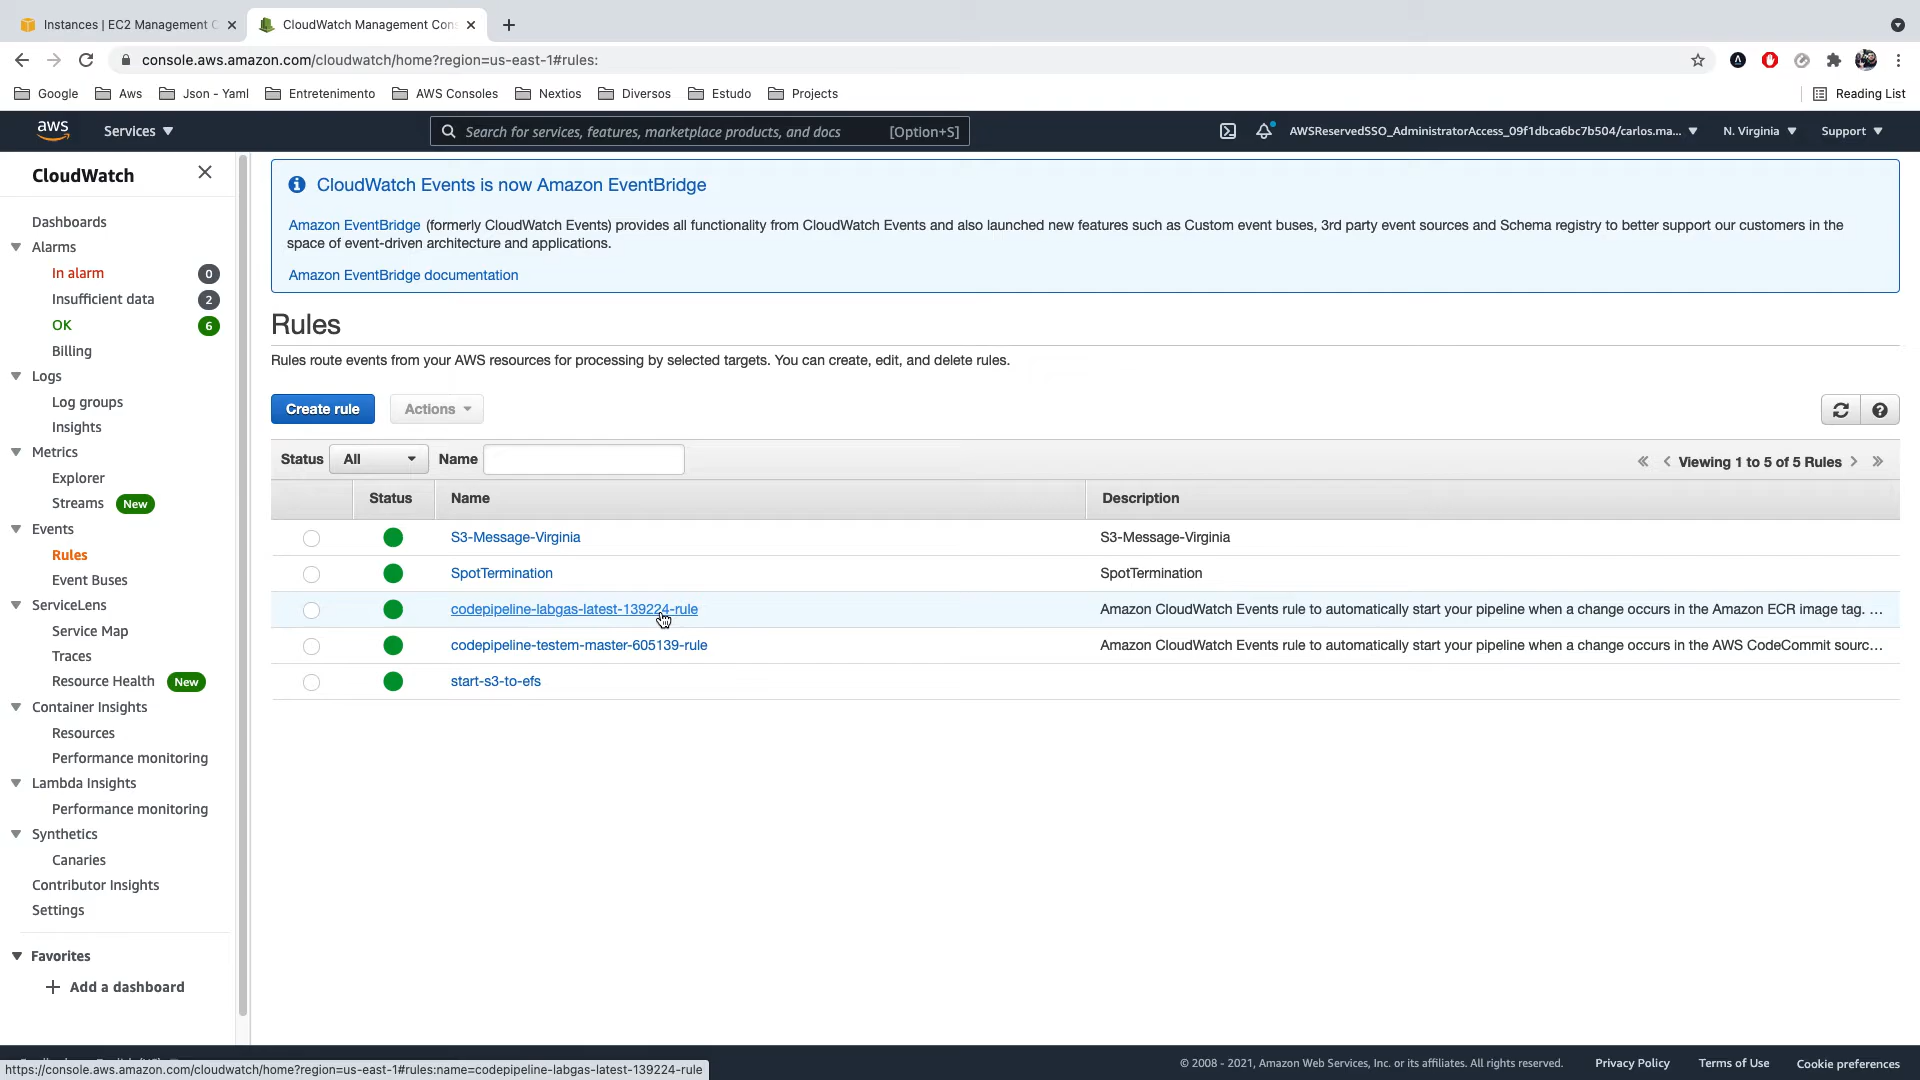 Instances | EC2 Management C
CloudWatch Management Cons
console.aws.amazon.com/cloudwatch/home?region=us-east-1#rules:
Google
Aws
Json - Yaml
Entretenimento
AWS Consoles
Nextios
Diversos
Estudo
Projects
Reading List
aws
Services
Search for services, features, marketplace products, and docs
[Option+S]
AWSReservedSSO_AdministratorAccess_09f1dbca6bc7b504/carlos.ma...
N. Virginia
Support
CloudWatch
Dashboards
Alarms
In alarm 0
Insufficient data 2
OK 6
Billing
Logs
Log groups
Insights
Metrics
Explorer
Streams New
Events
Rules
Event Buses
ServiceLens
Service Map
Traces
Resource Health New
Container Insights
Resources
Performance monitoring
Lambda Insights
Performance monitoring
Synthetics
Canaries
Contributor Insights
Settings
Favorites
Add a dashboard
CloudWatch Events is now Amazon EventBridge
Amazon EventBridge (formerly CloudWatch Events) provides all functionality from CloudWatch Events and also launched new features such as Custom event buses, 3rd party event sources and Schema registry to better support our customers in the
space of event-driven architecture and applications.
Amazon EventBridge documentation
Rules
Rules route events from your AWS resources for processing by selected targets. You can create, edit, and delete rules.
Create rule
Actions
Status All Name
Viewing 1 to 5 of 5 Rules
Status Name Description
S3-Message-Virginia S3-Message-Virginia
SpotTermination SpotTermination
codepipeline-labgas-latest-139224-rule Amazon CloudWatch Events rule to automatically start your pipeline when a change occurs in the Amazon ECR image tag. ...
codepipeline-testem-master-605139-rule Amazon CloudWatch Events rule to automatically start your pipeline when a change occurs in the AWS CodeCommit sourc...
start-s3-to-efs
© 2008 - 2021, Amazon Web Services, Inc. or its affiliates. All rights reserved.
Privacy Policy
Terms of Use
Cookie preferences
https://console.aws.amazon.com/cloudwatch/home?region=us-east-1#rules:name=codepipeline-labgas-latest-139224-rule